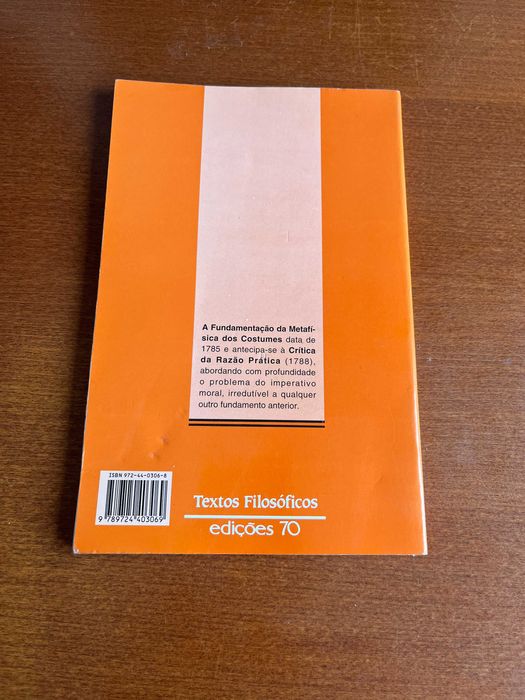 A Fundamentação da Metafí-
sica dos Costumes data de
1785 e antecipa-se à Crítica
da Razão Prática (1788),
abordando com profundidade
o problema do imperativo
moral, irredutível a qualquer
outro fundamento anterior.
ISBN 972-44-0306-8
9 789724 403069
Textos Filosóficos
edições 70